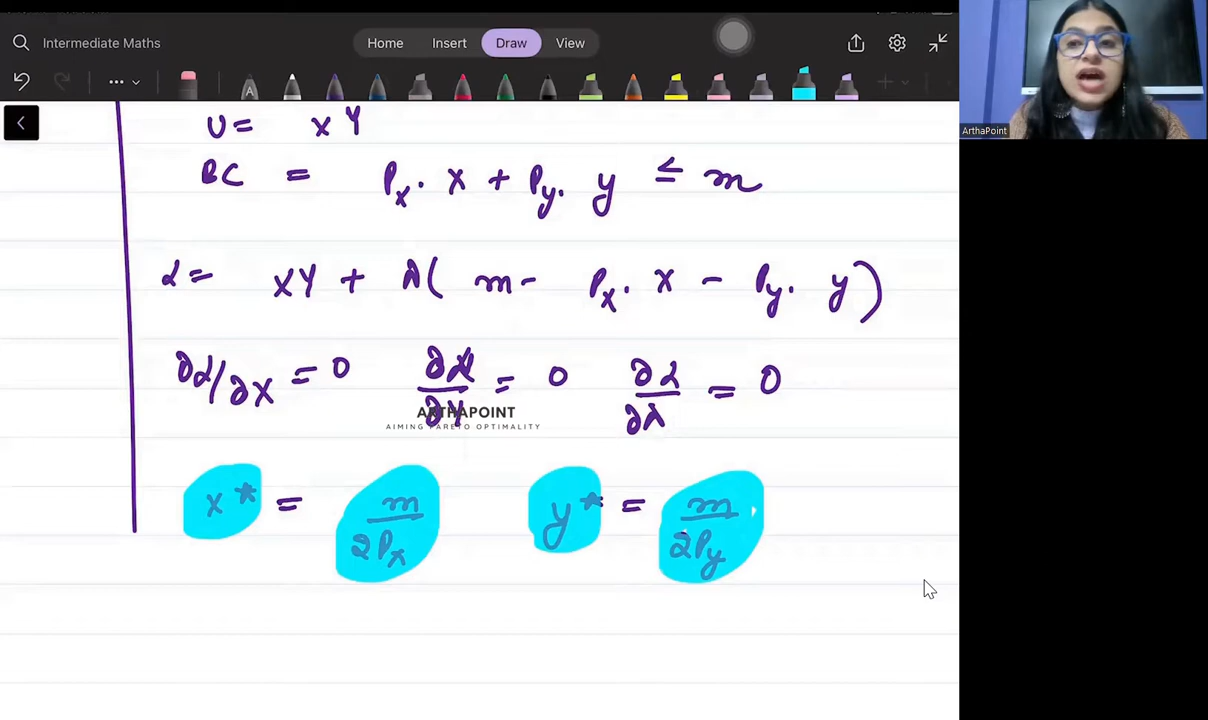 Intermediate Maths
Home Insert Draw View
A
ArthaPoint
U = XY
BC = Px. x + Py. y ≤ m
L = XY + λ( m - Px. x - Py. y )
∂L/∂X = 0 ∂L/∂Y = 0 ∂L/∂λ = 0
ARTHAPOINT
AIMING PARETO OPTIMALITY
x* = m/2Px y* = m/2Py